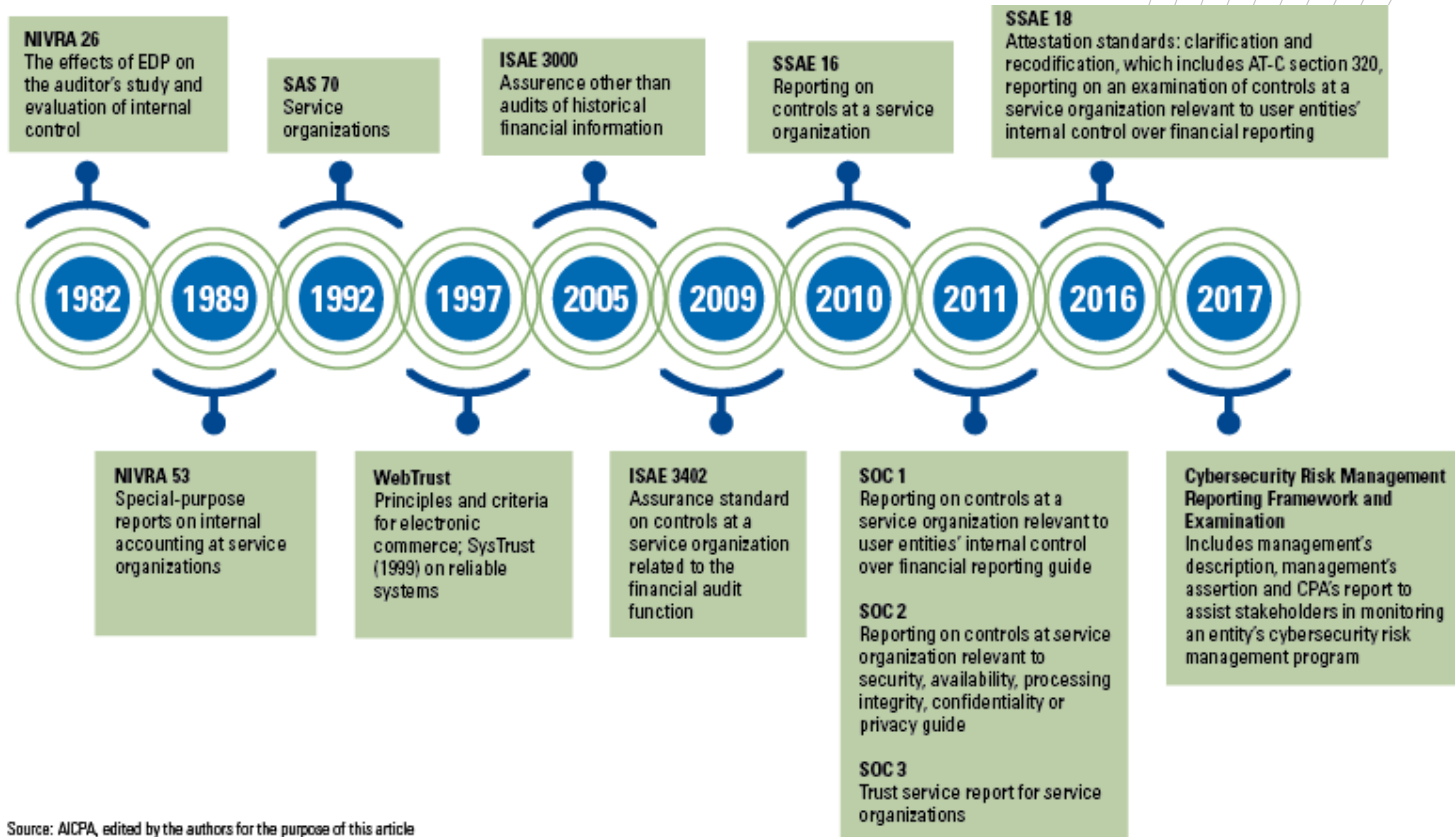 NIVRA 26
The effects of EDP on
the auditor's study and
evaluation of internal
control
SAS 70
Service
organizations
ISAE 3000
Assurence other than
audits of historical
financial information
SSAE 16
Reporting on
controls at a service
organization
SSAE 18
Attestation standards: clarification and
recodification, which includes AT-C section 320,
reporting on an examination of controls at a
service organization relevant to user entities'
internal control over financial reporting
1982
1989
1992
1997
2005
2009
2010
2011
2016
2017
NIVRA 53
Special-purpose
reports on internal
accounting at service
organizations
WebTrust
Principles and criteria
for electronic
commerce; SysTrust
(1999) on reliable
systems
ISAE 3402
Assurance standard
on controls at a
service organization
related to the
financial audit
function
SOC 1
Reporting on controls at a
service organization relevant to
user entities' internal control
over financial reporting guide
SOC 2
Reporting on controls at service
organization relevant to
security, availability, processing
integrity, confidentiality or
privacy guide
SOC 3
Trust service report for service
organizations
Cybersecurity Risk Management
Reporting Framework and
Examination
Includes management's
description, management's
assertion and CPA's report to
assist stakeholders in monitoring
an entity's cybersecurity risk
management program
Source: AICPA, edited by the authors for the purpose of this article